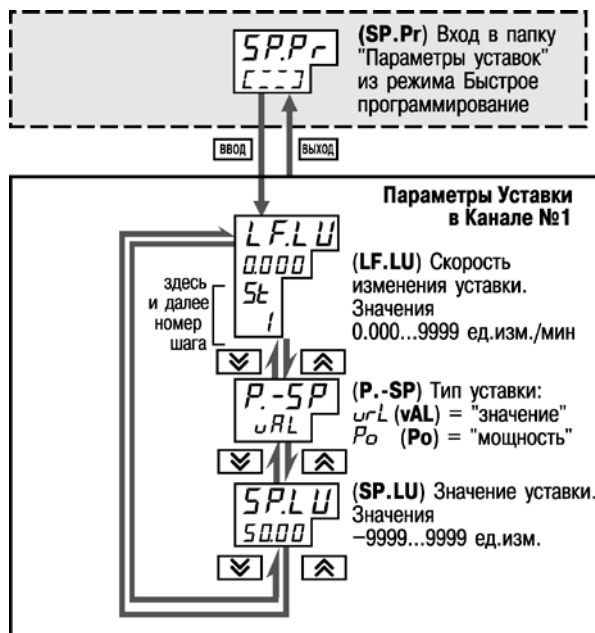 SP.Pr
[---]
(SP.Pr) Вход в папку
"Параметры уставок"
из режима Быстрое
программирование
ВВОД
ВЫХОД
Параметры Уставки
в Канале №1
LF.LU
0.000
St
1
здесь
и далее
номер
шага
(LF.LU) Скорость
изменения уставки.
Значения
0.000...9999 ед.изм./мин
P.-SP
vAL
(P.-SP) Тип уставки:
vrL (vAL) = "значение"
Po (Po) = "мощность"
SP.LU
50.00
(SP.LU) Значение уставки.
Значения
–9999...9999 ед.изм.